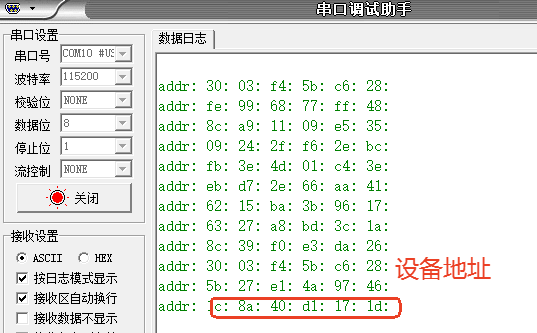 串口调试助手
串口设置
串口号 COM10 #US
波特率 115200
校验位 NONE
数据位 8
停止位 1
流控制 NONE
关闭
接收设置
ASCII HEX
按日志模式显示
接收区自动换行
接收数据不显示
数据日志
addr: 30: 03: f4: 5b: c6: 28:
addr: fe: 99: 68: 77: ff: 48:
addr: 8c: a9: 11: 09: e5: 35:
addr: 09: 24: 2f: f6: 2e: bc:
addr: fb: 3e: 4d: 01: c4: 3e:
addr: eb: d7: 2e: 66: aa: 41:
addr: 62: 15: ba: 3b: 96: 17:
addr: 63: 27: a8: bd: 3c: 1a:
addr: 8c: 39: f0: e3: da: 26:
addr: 30: 03: f4: 5b: c6: 28:
addr: 5b: 27: e1: 4a: 97: 46:
addr: 1c: 8a: 40: d1: 17: 1d:
设备地址